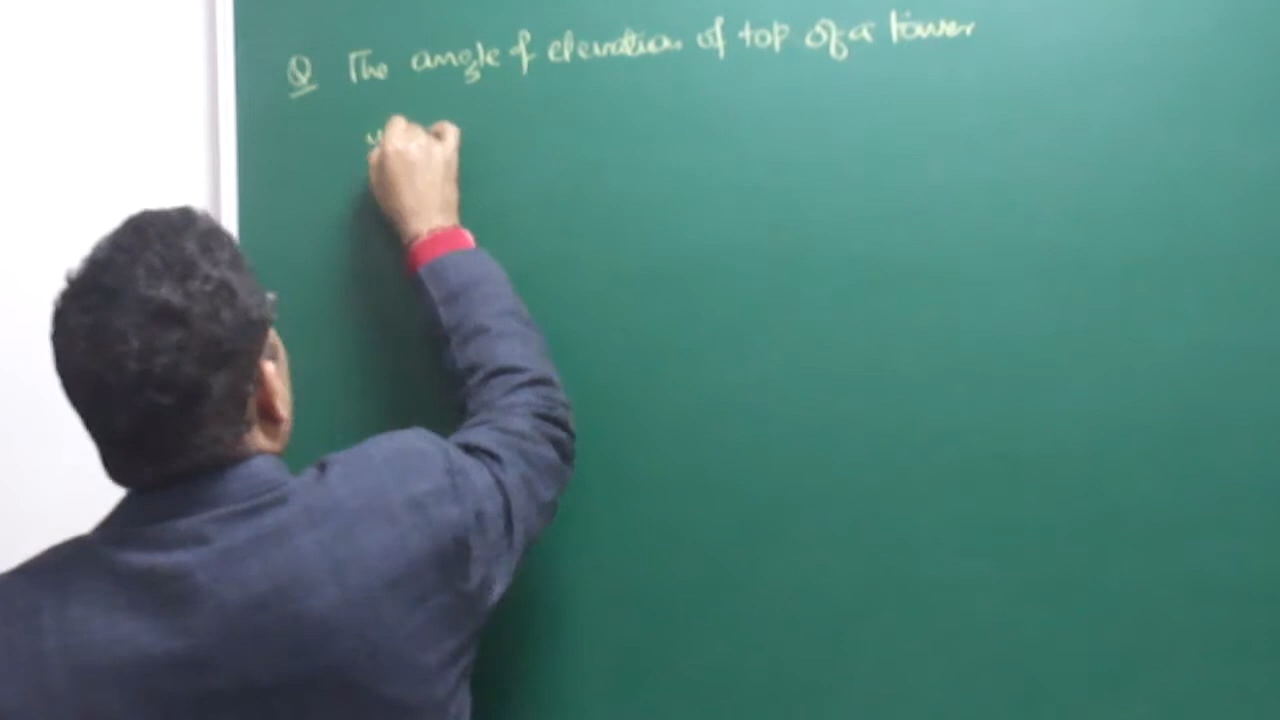 Q The angle of elevation of top of a tower